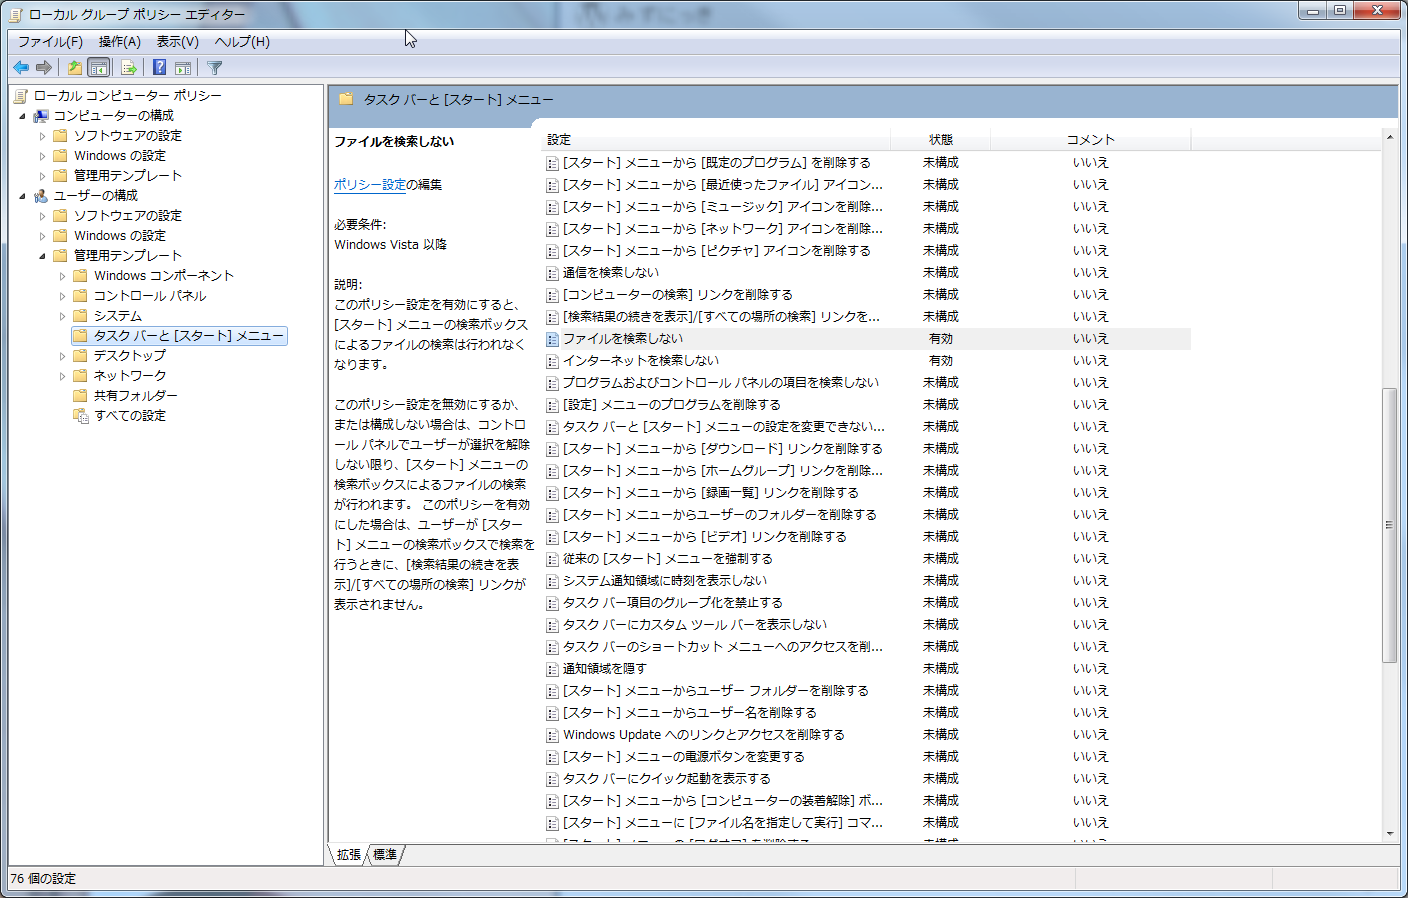 ローカル グループ ポリシー エディター
みずにっき
ファイル(F) 操作(A) 表示(V) ヘルプ(H)
ローカル コンピューター ポリシー
コンピューターの構成
ソフトウェアの設定
Windows の設定
管理用テンプレート
ユーザーの構成
ソフトウェアの設定
Windows の設定
管理用テンプレート
Windows コンポーネント
コントロール パネル
システム
タスク バーと [スタート] メニュー
デスクトップ
ネットワーク
共有フォルダー
すべての設定
タスク バーと [スタート] メニュー
ファイルを検索しない
ポリシー設定の編集
必要条件:
Windows Vista 以降
説明:
このポリシー設定を有効にすると、
[スタート] メニューの検索ボックス
によるファイルの検索は行われなく
なります。
このポリシー設定を無効にするか、
または構成しない場合は、コントロ
ール パネルでユーザーが選択を解除
しない限り、[スタート] メニューの
検索ボックスによるファイルの検索
が行われます。 このポリシーを有効
にした場合は、ユーザーが [スター
ト] メニューの検索ボックスで検索を
行うときに、[検索結果の続きを表
示]/[すべての場所の検索] リンクが
表示されません。
設定 状態 コメント
[スタート] メニューから [既定のプログラム] を削除する 未構成 いいえ
[スタート] メニューから [最近使ったファイル] アイコン... 未構成 いいえ
[スタート] メニューから [ミュージック] アイコンを削除... 未構成 いいえ
[スタート] メニューから [ネットワーク] アイコンを削除... 未構成 いいえ
[スタート] メニューから [ピクチャ] アイコンを削除する 未構成 いいえ
通信を検索しない 未構成 いいえ
[コンピューターの検索] リンクを削除する 未構成 いいえ
[検索結果の続きを表示]/[すべての場所の検索] リンクを... 未構成 いいえ
ファイルを検索しない 有効 いいえ
インターネットを検索しない 有効 いいえ
プログラムおよびコントロール パネルの項目を検索しない 未構成 いいえ
[設定] メニューのプログラムを削除する 未構成 いいえ
タスク バーと [スタート] メニューの設定を変更できない... 未構成 いいえ
[スタート] メニューから [ダウンロード] リンクを削除する 未構成 いいえ
[スタート] メニューから [ホームグループ] リンクを削除... 未構成 いいえ
[スタート] メニューから [録画一覧] リンクを削除する 未構成 いいえ
[スタート] メニューからユーザーのフォルダーを削除する 未構成 いいえ
[スタート] メニューから [ビデオ] リンクを削除する 未構成 いいえ
従来の [スタート] メニューを強制する 未構成 いいえ
システム通知領域に時刻を表示しない 未構成 いいえ
タスク バー項目のグループ化を禁止する 未構成 いいえ
タスク バーにカスタム ツール バーを表示しない 未構成 いいえ
タスク バーのショートカット メニューへのアクセスを削... 未構成 いいえ
通知領域を隠す 未構成 いいえ
[スタート] メニューからユーザー フォルダーを削除する 未構成 いいえ
[スタート] メニューからユーザー名を削除する 未構成 いいえ
Windows Update へのリンクとアクセスを削除する 未構成 いいえ
[スタート] メニューの電源ボタンを変更する 未構成 いいえ
タスク バーにクイック起動を表示する 未構成 いいえ
[スタート] メニューから [コンピューターの装着解除] ボ... 未構成 いいえ
[スタート] メニューに [ファイル名を指定して実行] コマ... 未構成 いいえ
拡張 標準
76 個の設定